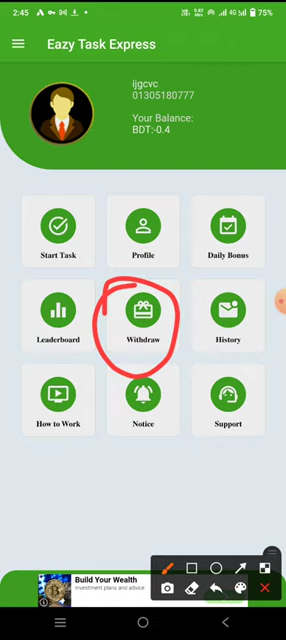 2:45
4G
75%
Eazy Task Express
ijgcvc
01305180777
Your Balance:
BDT:-0.4
Start Task
Profile
Daily Bonus
Leaderboard
Withdraw
History
How to Work
Notice
Support
Build Your Wealth
Investment plans and advice